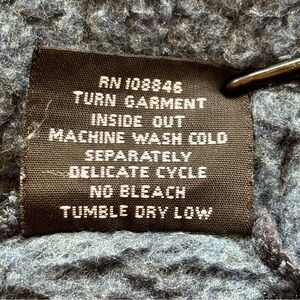 RN 108846
TURN GARMENT
INSIDE OUT
MACHINE WASH COLD
SEPARATELY
DELICATE CYCLE
NO BLEACH
TUMBLE DRY LOW